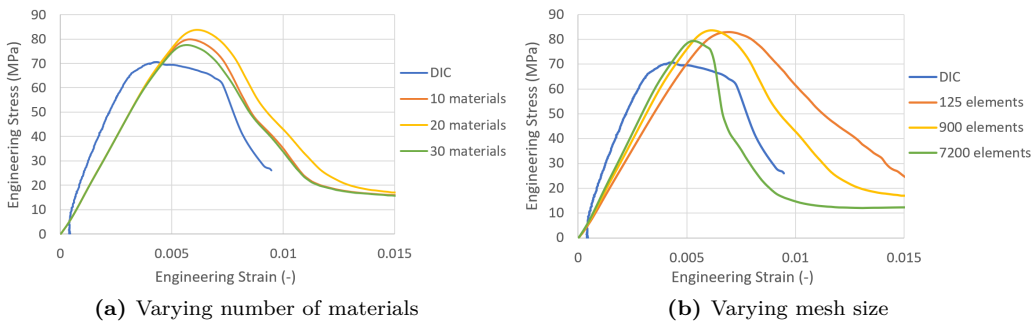 Engineering Stress (MPa)
90
80
70
60
50
40
30
20
10
0
0
0.005
0.01
0.015
Engineering Strain (-)
DIC
10 materials
20 materials
30 materials
(a) Varying number of materials
Engineering Stress (MPa)
90
80
70
60
50
40
30
20
10
0
0
0.005
0.01
0.015
Engineering Strain (-)
DIC
125 elements
900 elements
7200 elements
(b) Varying mesh size